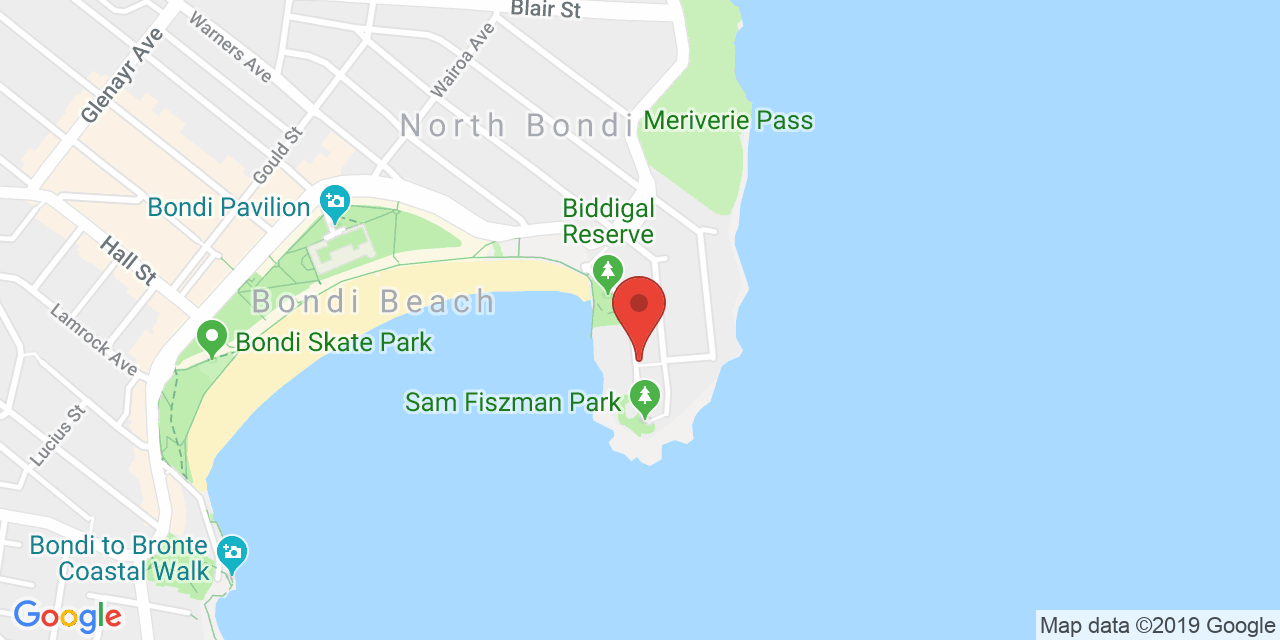 Blair St
Warners Ave
Wairoa Ave
Glenayr Ave
North Bondi
Meriverie Pass
Gould St
Bondi Pavilion
Biddigal
Reserve
Hall St
Bondi Beach
Lamrock Ave
Bondi Skate Park
Sam Fiszman Park
Lucius St
Bondi to Bronte
Coastal Walk
Google
Map data ©2019 Google